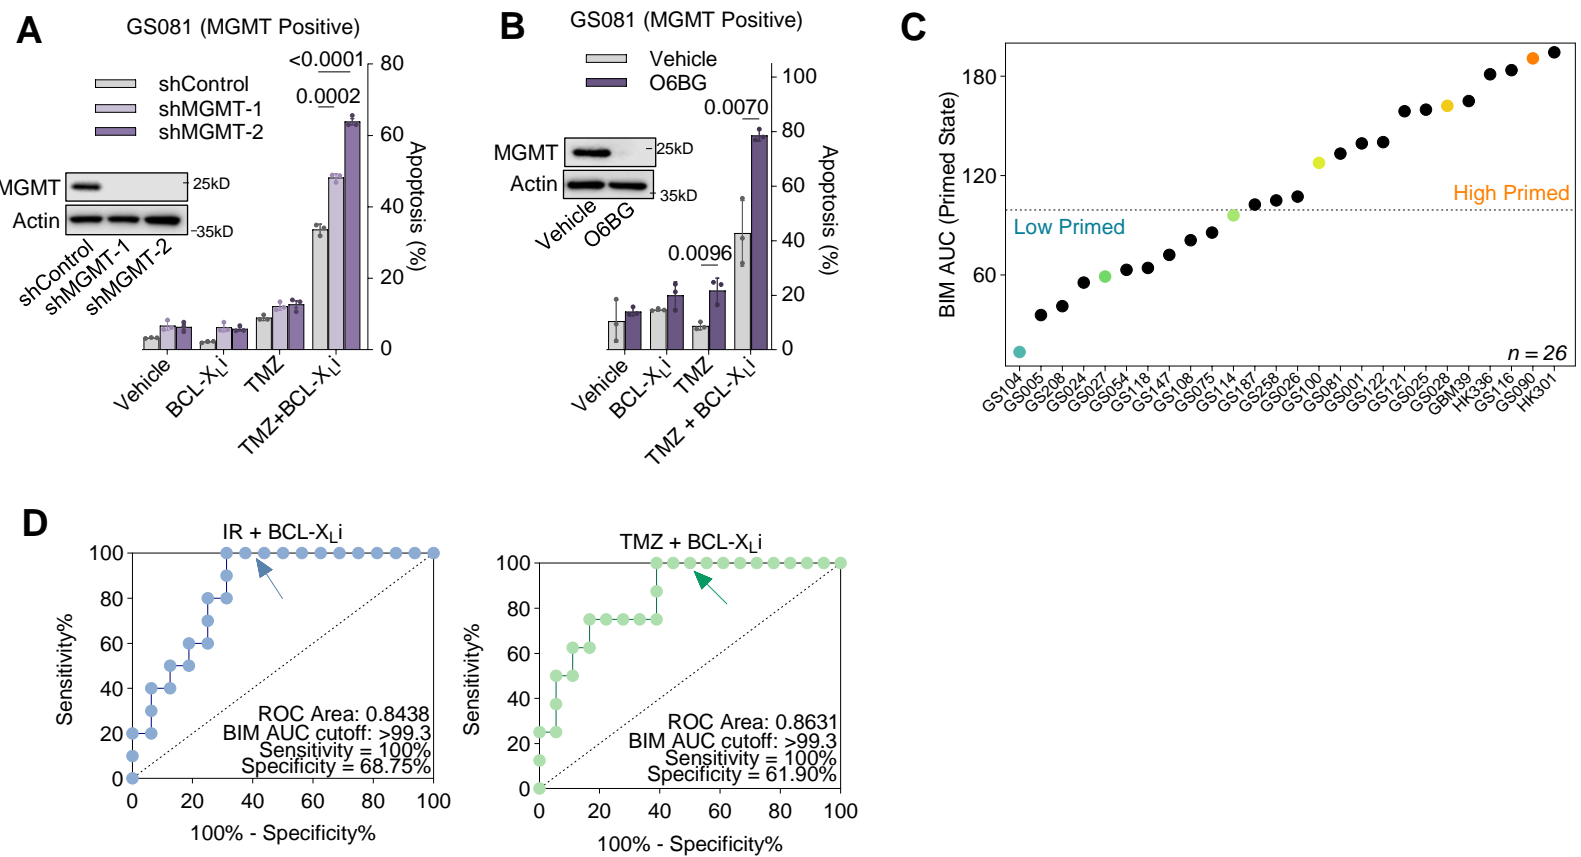 A
GS081 (MGMT Positive)
shControl
shMGMT-1
shMGMT-2
<0.0001
0.0002
80
60
40
20
0
Apoptosis (%)
MGMT
Actin
25kD
35kD
shControl
shMGMT-1
shMGMT-2
Vehicle
BCL-XLi
TMZ
TMZ+BCL-XLi
B
GS081 (MGMT Positive)
Vehicle
O6BG
0.0070
0.0096
100
80
60
40
20
0
Apoptosis (%)
MGMT
Actin
25kD
35kD
Vehicle
O6BG
Vehicle
BCL-XLi
TMZ
TMZ + BCL-XLi
C
BIM AUC (Primed State)
180
120
60
High Primed
Low Primed
n = 26
GS104
GS005
GS208
GS024
GS027
GS054
GS118
GS147
GS108
GS075
GS114
GS187
GS258
GS026
GS100
GS081
GS001
GS122
GS121
GS025
GS028
GBM39
HK336
GS116
GS090
HK301
D
IR + BCL-XLi
Sensitivity%
100
80
60
40
20
0
ROC Area: 0.8438
BIM AUC cutoff: >99.3
Sensitivity = 100%
Specificity = 68.75%
0 20 40 60 80 100
100% - Specificity%
TMZ + BCL-XLi
Sensitivity%
100
80
60
40
20
0
ROC Area: 0.8631
BIM AUC cutoff: >99.3
Sensitivity = 100%
Specificity = 61.90%
0 20 40 60 80 100
100% - Specificity%